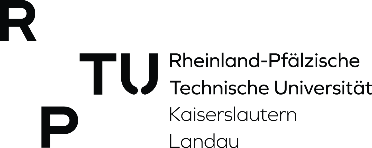 R
TU
P
Rheinland-Pfälzische
Technische Universität
Kaiserslautern
Landau